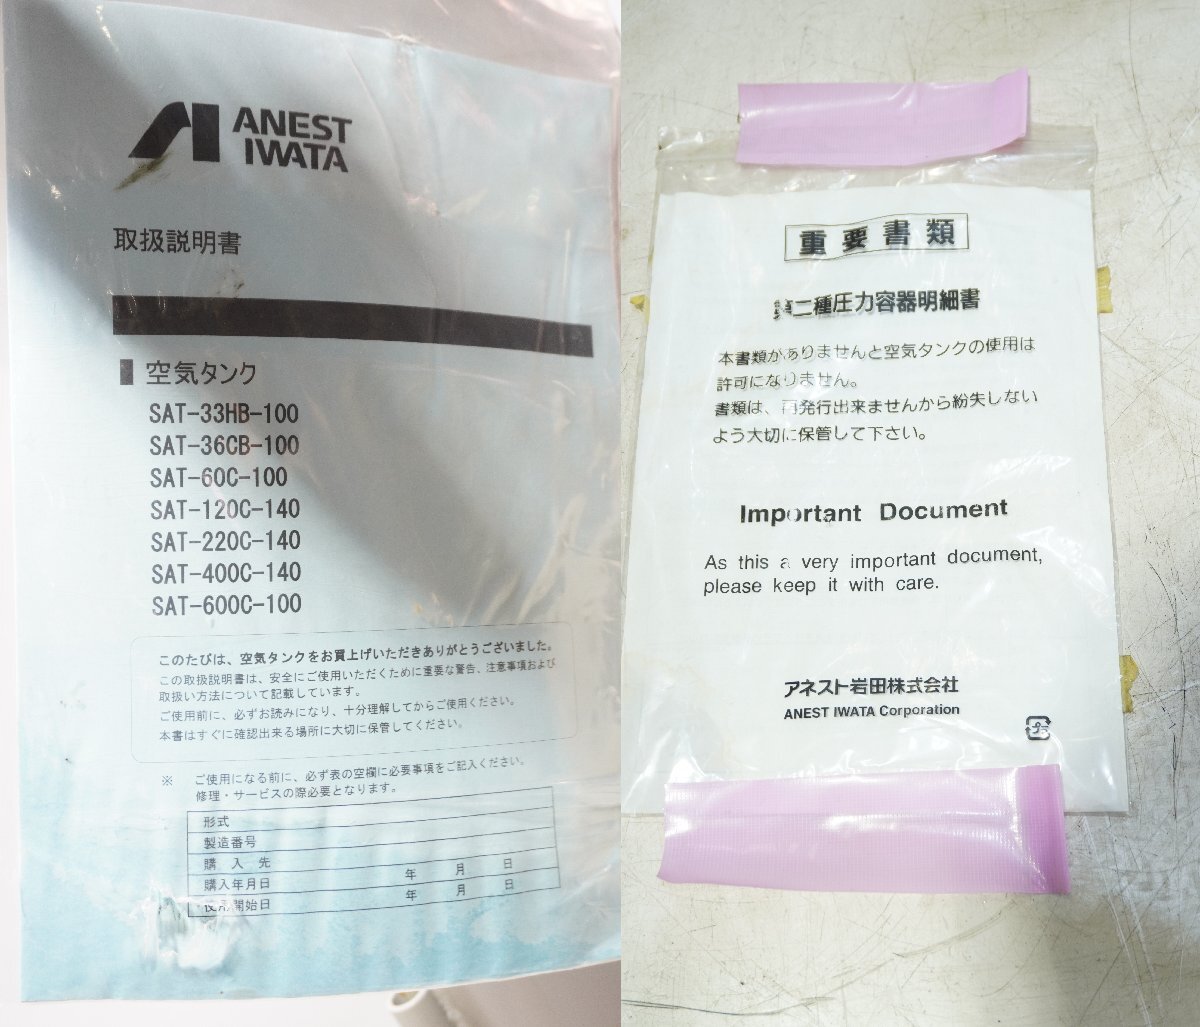 ANEST
IWATA
取扱説明書
空気タンク
SAT-33HB-100
SAT-36CB-100
SAT-60C-100
SAT-120C-140
SAT-220C-140
SAT-400C-140
SAT-600C-100
このたびは、空気タンクをお買上げいただきありがとうございました。
この取扱説明書は、安全にご使用いただくために重要な警告、注意事項および
取扱い方法について記載しています。
ご使用前に、必ずお読みになり、十分理解してからご使用ください。
本書はすぐに確認出来る場所に大切に保管してください。
※ ご使用になる前に、必ず表の空欄に必要事項をご記入ください。
修理・サービスの際必要となります。
形式
製造番号
購入先
購入年月日 年 月 日
使用開始日 年 月 日
重要書類
第二種圧力容器明細書
本書類がありませんと空気タンクの使用は
許可になりません。
書類は、再発行出来ませんから紛失しない
よう大切に保管して下さい。
Important Document
As this a very important document,
please keep it with care.
アネスト岩田株式会社
ANEST IWATA Corporation
プラ